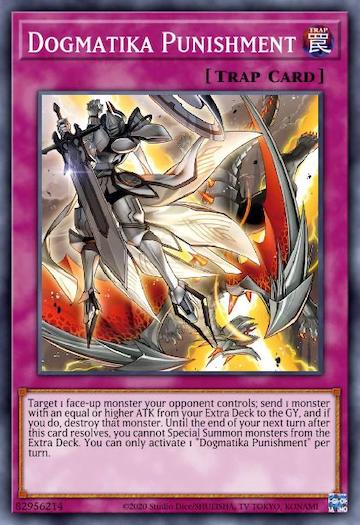 DOGMATIKA PUNISHMENT
TRAP
罠
[TRAP CARD]
Target 1 face-up monster your opponent controls; send 1 monster
with an equal or higher ATK from your Extra Deck to the GY, and if
you do, destroy that monster. Until the end of your next turn after
this card resolves, you cannot Special Summon monsters from the
Extra Deck. You can only activate 1 "Dogmatika Punishment" per
turn.
82956214
©2020 Studio Dice/SHUEISHA, TV TOKYO, KONAMI